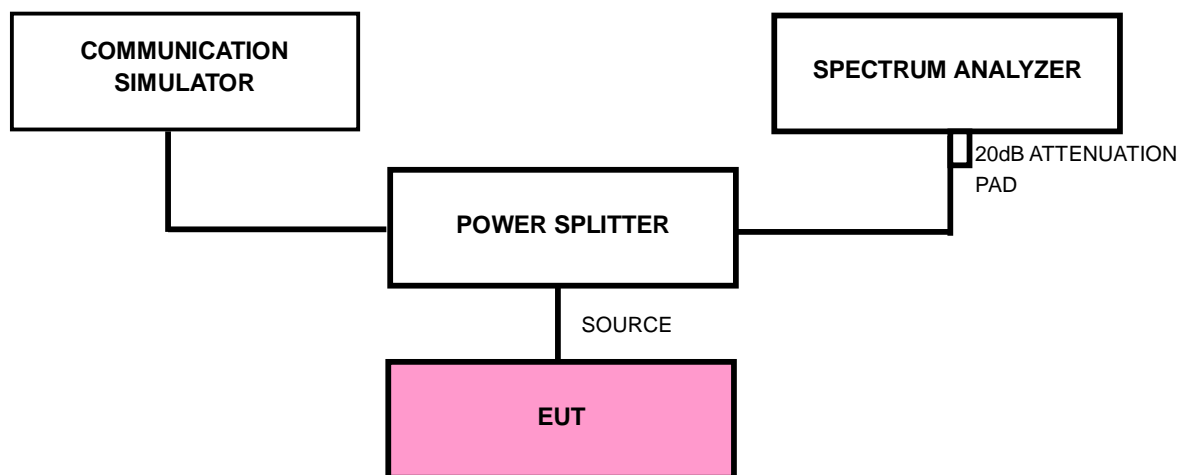 COMMUNICATION
SIMULATOR
SPECTRUM ANALYZER
20dB ATTENUATION
PAD
POWER SPLITTER
SOURCE
EUT